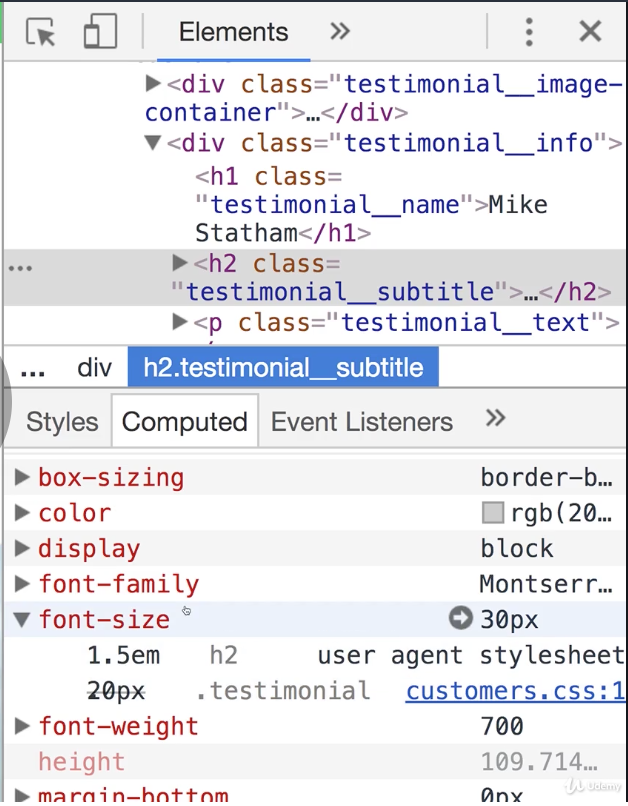 Elements
<div class="testimonial__image-
container">…</div>
<div class="testimonial__info">
<h1 class=
"testimonial__name">Mike
Statham</h1>
<h2 class=
"testimonial__subtitle">…</h2>
<p class="testimonial__text">
... div h2.testimonial__subtitle
Styles Computed Event Listeners
box-sizing border-b…
color rgb(20…
display block
font-family Montserr…
font-size 30px
1.5em h2 user agent stylesheet
20px .testimonial customers.css:1
font-weight 700
height 109.714…
margin-bottom 0px
Udemy